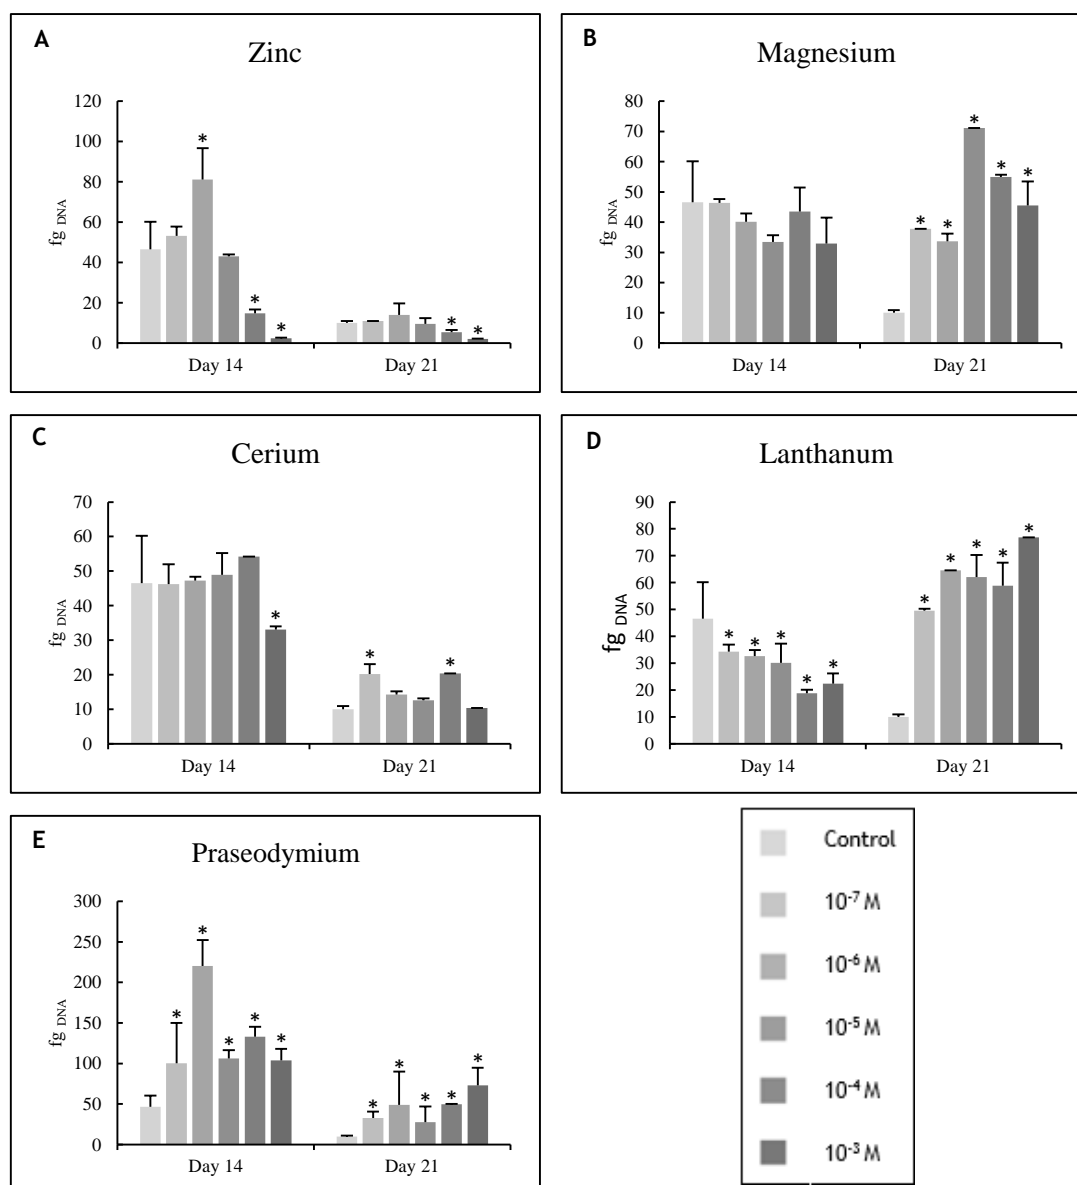 A
Zinc
120
100
80
60
40
20
0
fg DNA
* * * * *
Day 14 Day 21
B
Magnesium
80
70
60
50
40
30
20
10
0
fg DNA
* * * * *
Day 14 Day 21
C
Cerium
70
60
50
40
30
20
10
0
fg DNA
* * *
Day 14 Day 21
D
Lanthanum
90
80
70
60
50
40
30
20
10
0
fg DNA
* * * * * * * * * *
Day 14 Day 21
E
Praseodymium
300
250
200
150
100
50
0
fg DNA
* * * * * * * * * *
Day 14 Day 21
Control
10⁻⁷ M
10⁻⁶ M
10⁻⁵ M
10⁻⁴ M
10⁻³ M